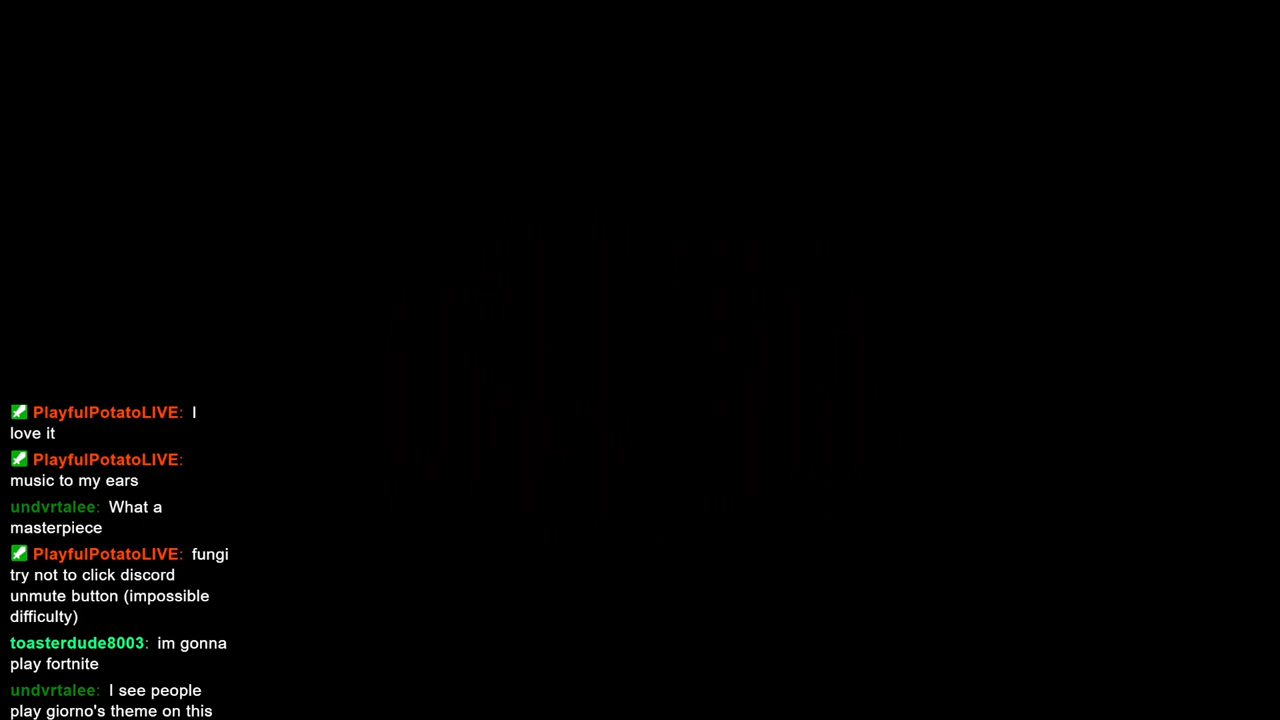 PlayfulPotatoLIVE: I
love it
PlayfulPotatoLIVE:
music to my ears
undvrtalee: What a
masterpiece
PlayfulPotatoLIVE: fungi
try not to click discord
unmute button (impossible
difficulty)
toasterdude8003: im gonna
play fortnite
undvrtalee: I see people
play giorno's theme on this